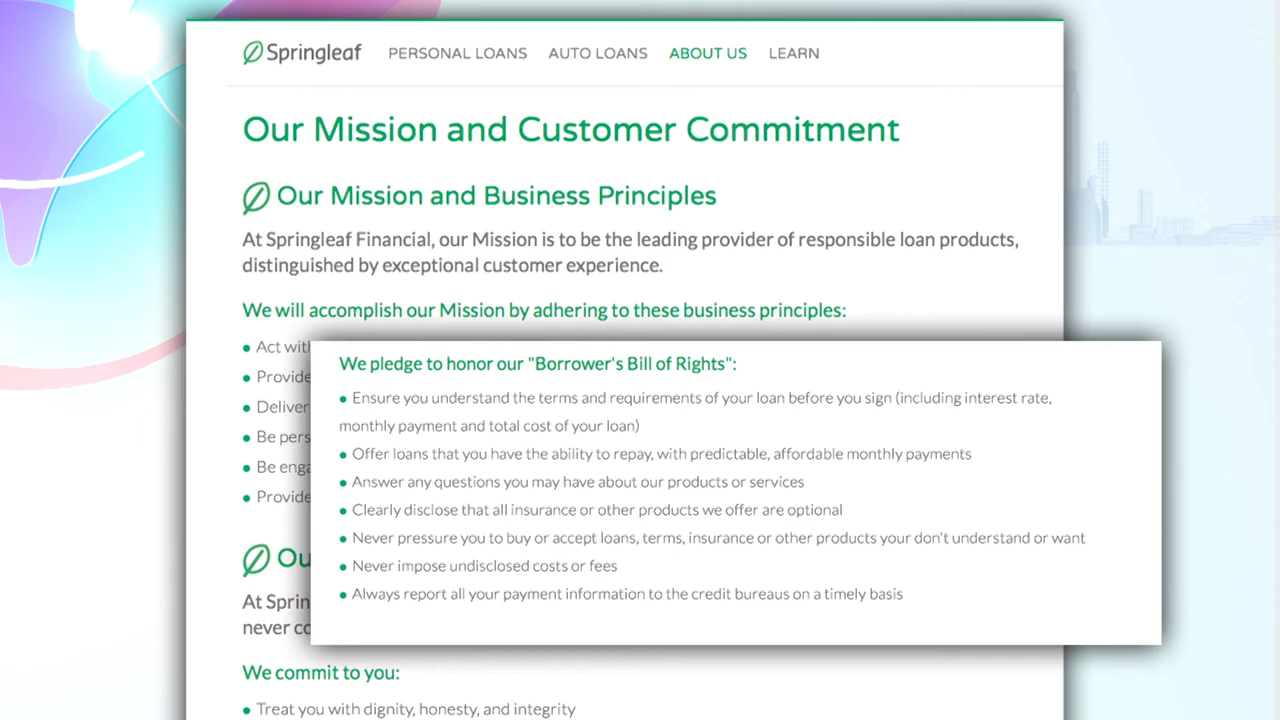 Springleaf PERSONAL LOANS AUTO LOANS ABOUT US LEARN
Our Mission and Customer Commitment
Our Mission and Business Principles
At Springleaf Financial, our Mission is to be the leading provider of responsible loan products,
distinguished by exceptional customer experience.
We will accomplish our Mission by adhering to these business principles:
• Act with
• Provide
• Deliver
• Be
• Be
• Provide
We pledge to honor our "Borrower's Bill of Rights":
• Ensure you understand the terms and requirements of your loan before you sign (including interest rate,
monthly payment and total cost of your loan)
• Offer loans that you have the ability to repay, with predictable, affordable monthly payments
• Answer any questions you may have about our products or services
• Clearly disclose that all insurance or other products we offer are optional
• Never pressure you to buy or accept loans, terms, insurance or other products your don't understand or want
• Never impose undisclosed costs or fees
• Always report all your payment information to the credit bureaus on a timely basis
At
never
We commit to you:
• Treat you with dignity, honesty, and integrity